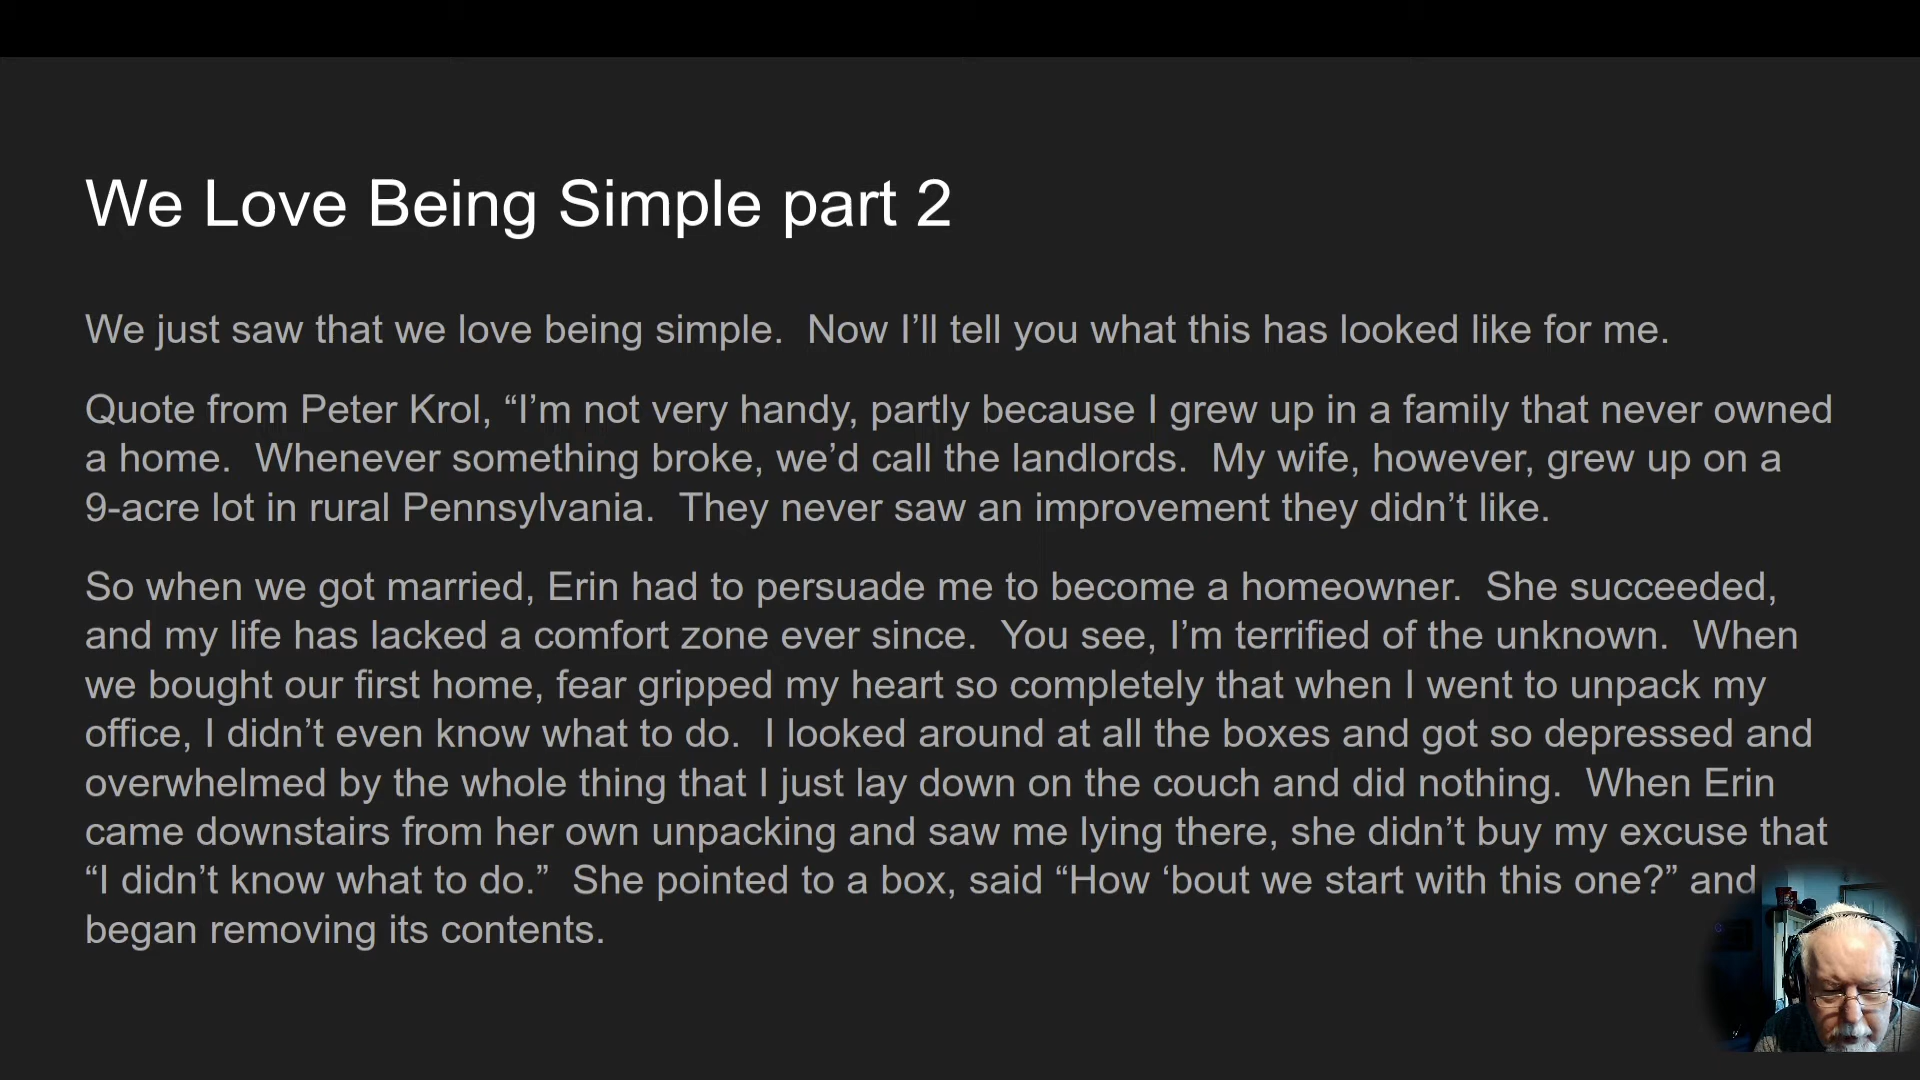 We Love Being Simple part 2
We just saw that we love being simple.  Now I’ll tell you what this has looked like for me.
Quote from Peter Krol, “I’m not very handy, partly because I grew up in a family that never owned
a home.  Whenever something broke, we’d call the landlords.  My wife, however, grew up on a
9-acre lot in rural Pennsylvania.  They never saw an improvement they didn’t like.
So when we got married, Erin had to persuade me to become a homeowner.  She succeeded,
and my life has lacked a comfort zone ever since.  You see, I’m terrified of the unknown.  When
we bought our first home, fear gripped my heart so completely that when I went to unpack my
office, I didn’t even know what to do.  I looked around at all the boxes and got so depressed and
overwhelmed by the whole thing that I just lay down on the couch and did nothing.  When Erin
came downstairs from her own unpacking and saw me lying there, she didn’t buy my excuse that
“I didn’t know what to do.”  She pointed to a box, said “How ‘bout we start with this one?” and
began removing its contents.